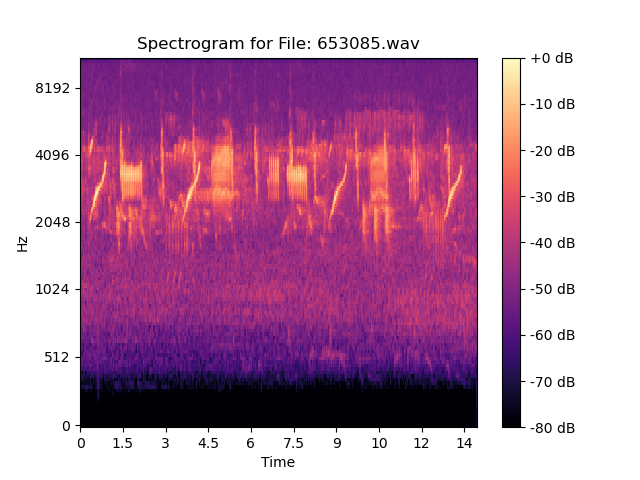 Spectrogram for File: 653085.wav
+0 dB
8192
-10 dB
4096
-20 dB
-30 dB
2048
Hz
-40 dB
1024
-50 dB
512
-60 dB
-70 dB
0
-80 dB
0 1.5 3 4.5 6 7.5 9 10 12 14
Time